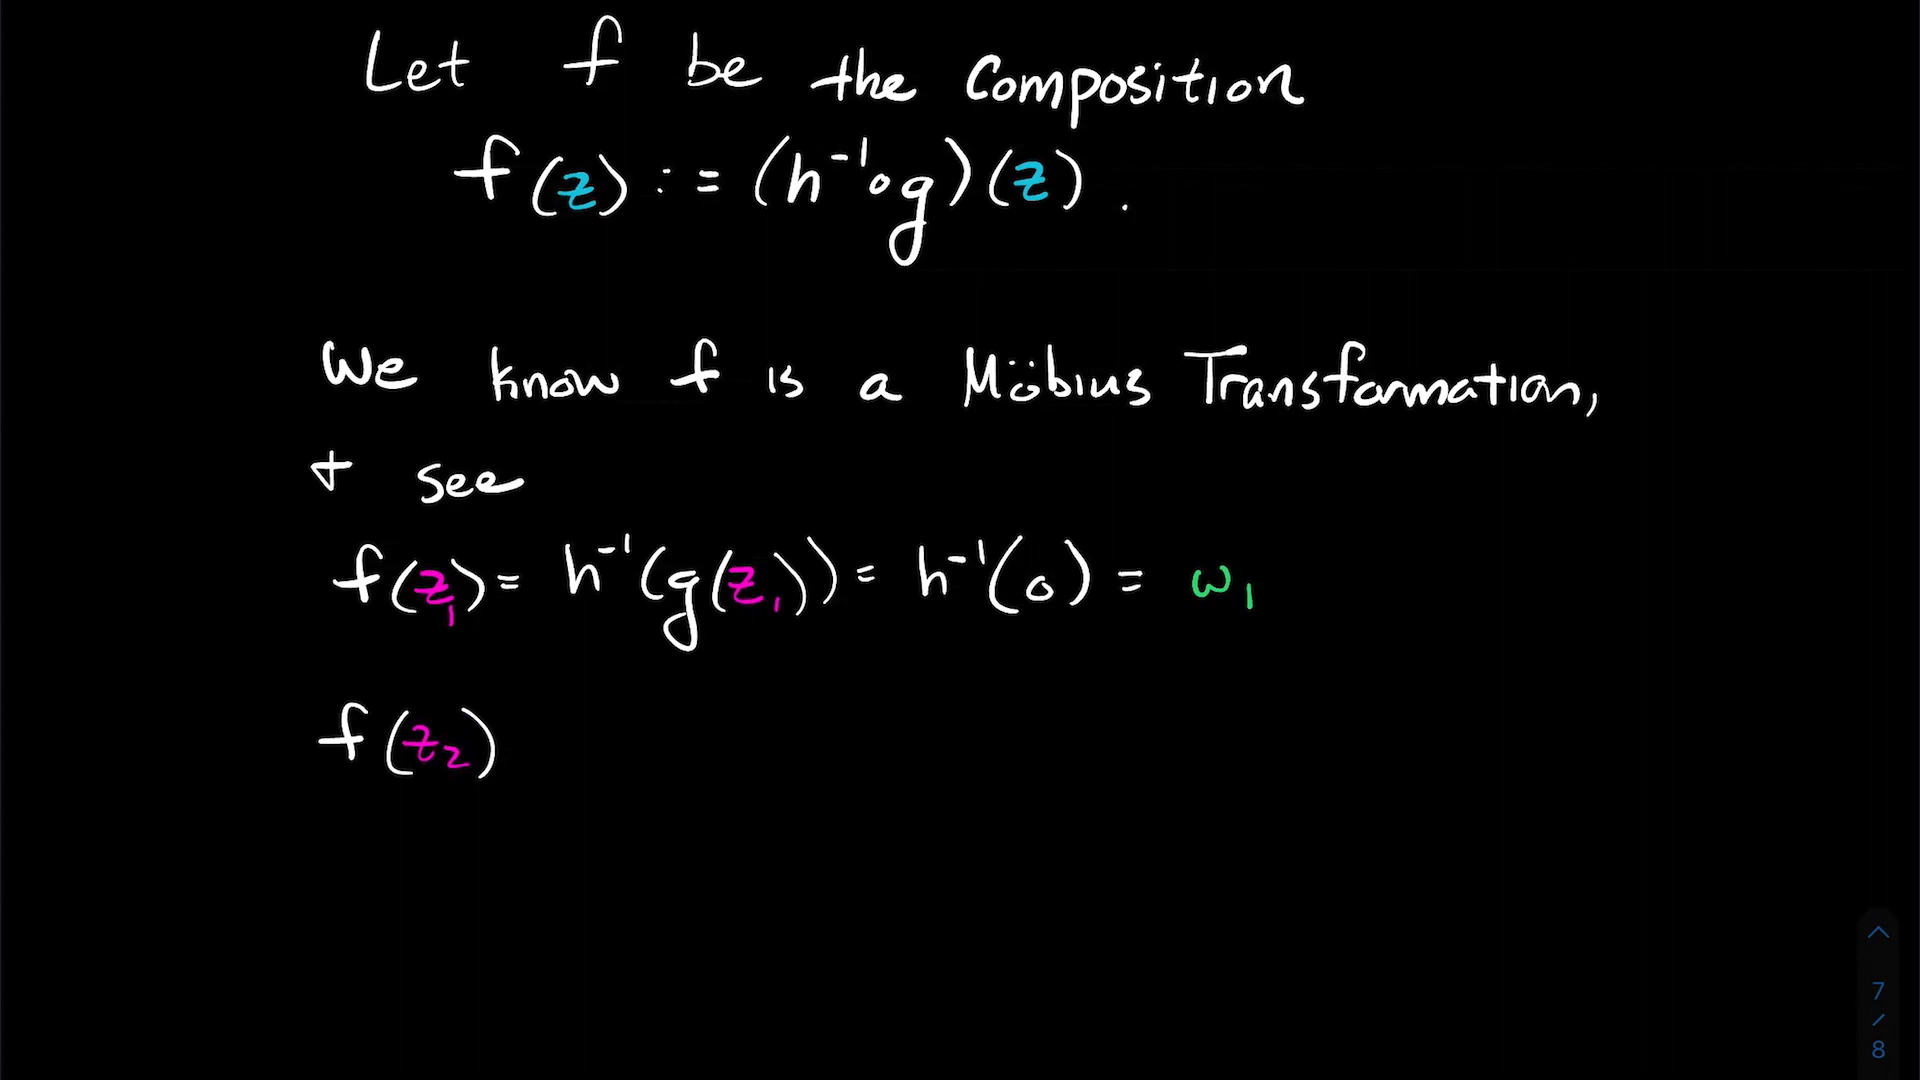 Let f be the Composition
f(z) := (h⁻¹∘g)(z).
We know f is a Möbius Transformation,
+ see
f(z₁) = h⁻¹(g(z₁)) = h⁻¹(0) = ω₁
f(z₂)
7
/
8